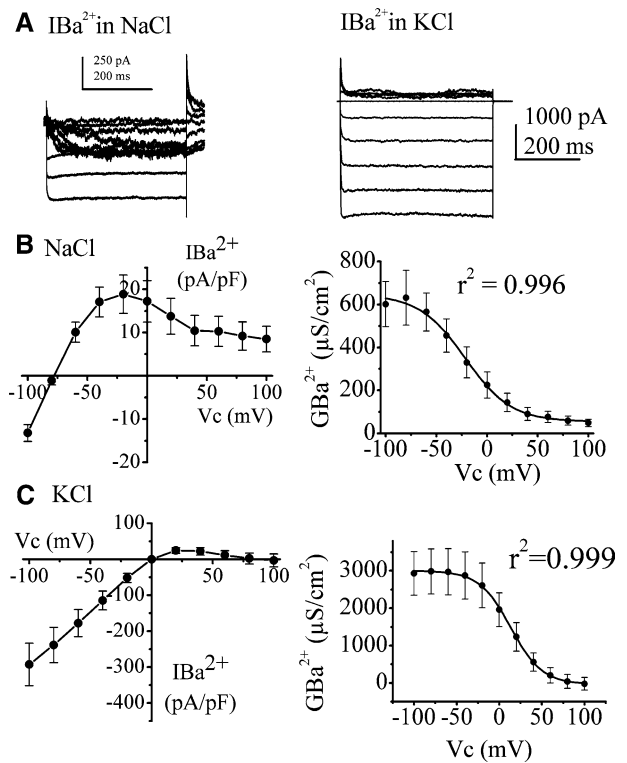 A IBa²⁺in NaCl
IBa²⁺in KCl
250 pA
200 ms
1000 pA
200 ms
B NaCl
IBa2+
(pA/pF)
20
10
-10
-20
-100 -50 50 100
Vc (mV)
r² = 0.996
GBa²⁺ (µS/cm²)
800
600
400
200
0
-100 -50 0 50 100
Vc (mV)
C KCl
Vc (mV)
100
-100
-200
-300
-400
-100 -50 50 100
IBa2+
(pA/pF)
r²=0.999
GBa²⁺ (µS/cm²)
3000
2000
1000
0
-100 -50 0 50 100
Vc (mV)